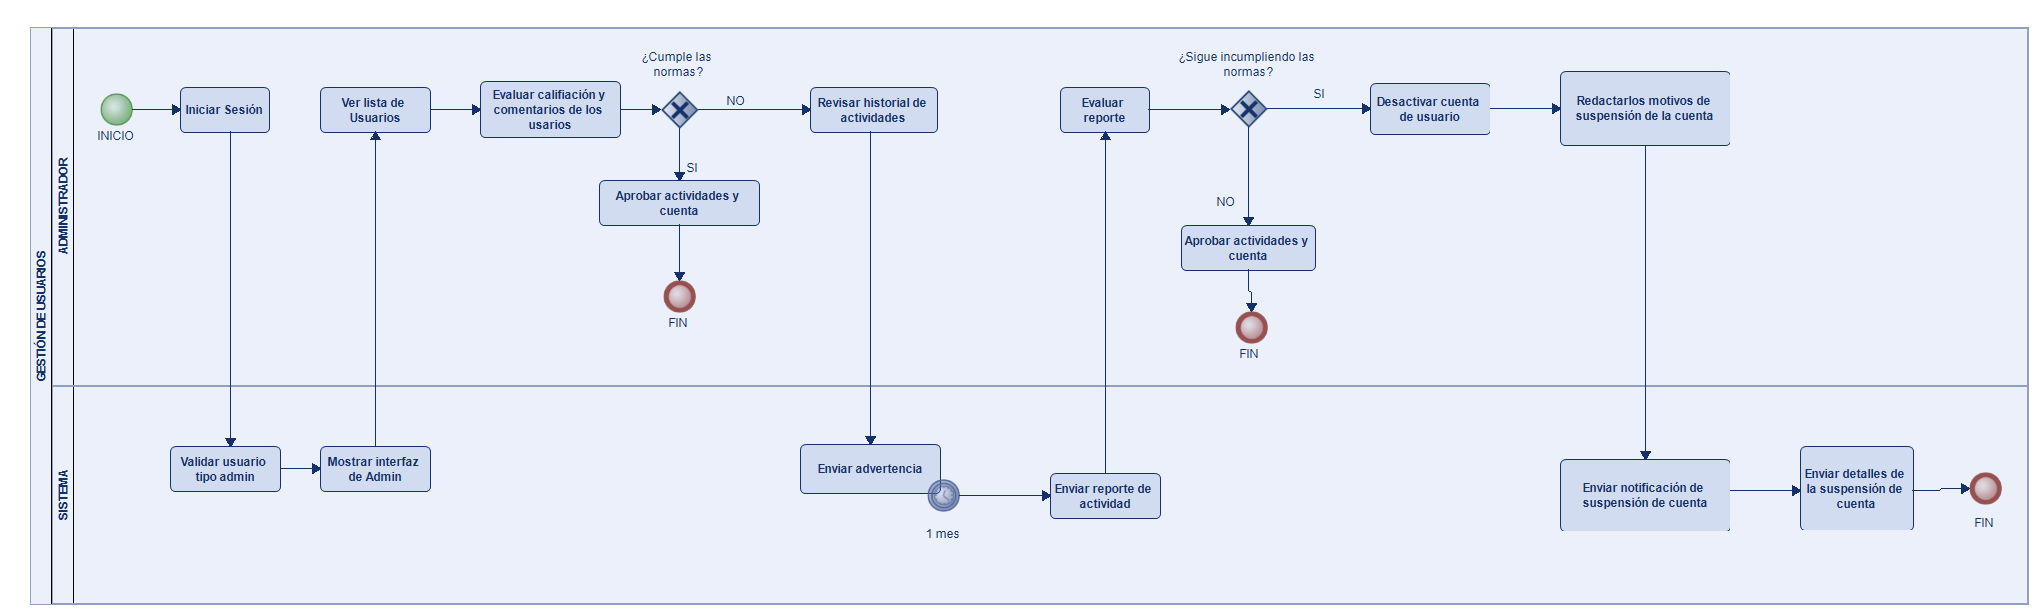 GESTIÓN DE USUARIOS
ADMINISTRADOR
INICIO
Iniciar Sesión
Ver lista de
Usuarios
Evaluar califiación y
comentarios de los
usarios
¿Cumple las
normas?
NO
SI
Aprobar actividades y
cuenta
FIN
Revisar historial de
actividades
Evaluar
reporte
¿Sigue incumpliendo las
normas?
SI
NO
Aprobar actividades y
cuenta
FIN
Desactivar cuenta
de usuario
Redactarlos motivos de
suspensión de la cuenta
SISTEMA
Validar usuario
tipo admin
Mostrar interfaz
de Admin
Enviar advertencia
1 mes
Enviar reporte de
actividad
Enviar notificación de
suspensión de cuenta
Enviar detalles de
la suspensión de
cuenta
FIN